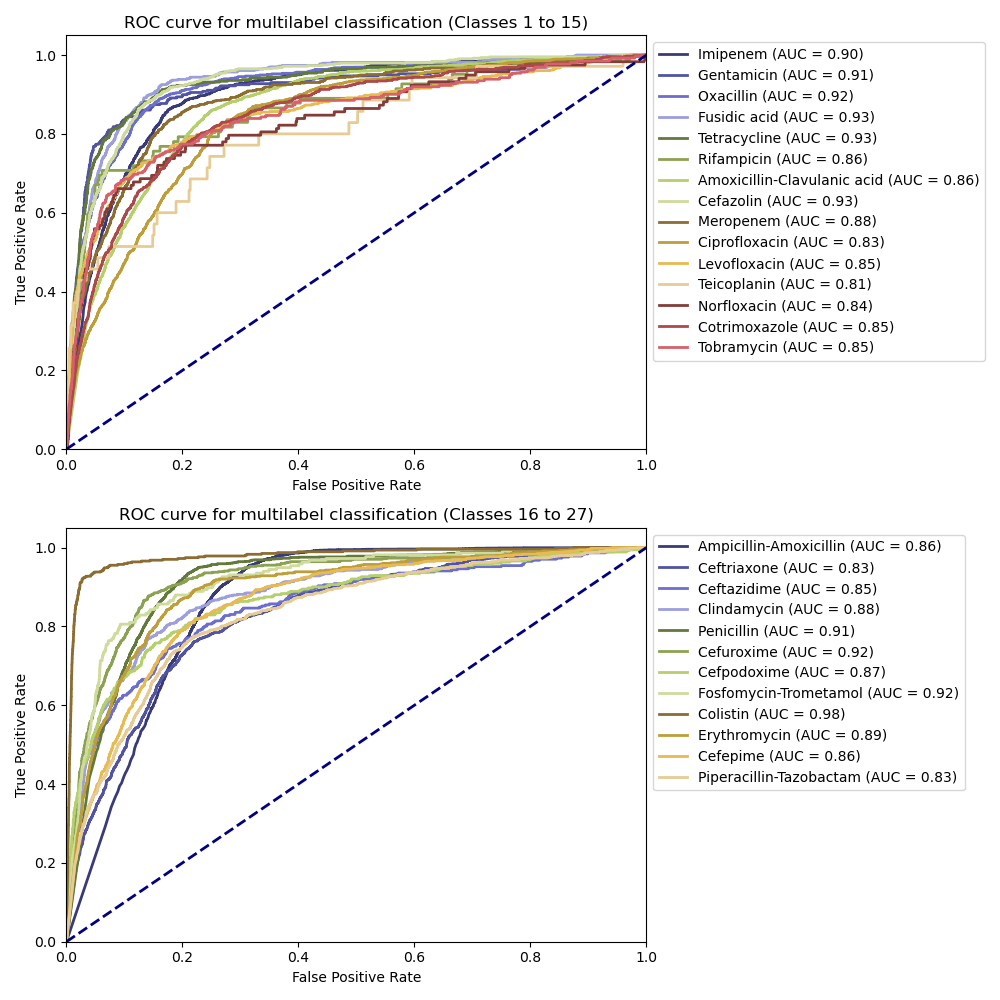 ROC curve for multilabel classification (Classes 1 to 15)
True Positive Rate
1.0
0.8
0.6
0.4
0.2
0.0
0.0 0.2 0.4 0.6 0.8 1.0
False Positive Rate
Imipenem (AUC = 0.90)
Gentamicin (AUC = 0.91)
Oxacillin (AUC = 0.92)
Fusidic acid (AUC = 0.93)
Tetracycline (AUC = 0.93)
Rifampicin (AUC = 0.86)
Amoxicillin-Clavulanic acid (AUC = 0.86)
Cefazolin (AUC = 0.93)
Meropenem (AUC = 0.88)
Ciprofloxacin (AUC = 0.83)
Levofloxacin (AUC = 0.85)
Teicoplanin (AUC = 0.81)
Norfloxacin (AUC = 0.84)
Cotrimoxazole (AUC = 0.85)
Tobramycin (AUC = 0.85)
ROC curve for multilabel classification (Classes 16 to 27)
True Positive Rate
1.0
0.8
0.6
0.4
0.2
0.0
0.0 0.2 0.4 0.6 0.8 1.0
False Positive Rate
Ampicillin-Amoxicillin (AUC = 0.86)
Ceftriaxone (AUC = 0.83)
Ceftazidime (AUC = 0.85)
Clindamycin (AUC = 0.88)
Penicillin (AUC = 0.91)
Cefuroxime (AUC = 0.92)
Cefpodoxime (AUC = 0.87)
Fosfomycin-Trometamol (AUC = 0.92)
Colistin (AUC = 0.98)
Erythromycin (AUC = 0.89)
Cefepime (AUC = 0.86)
Piperacillin-Tazobactam (AUC = 0.83)